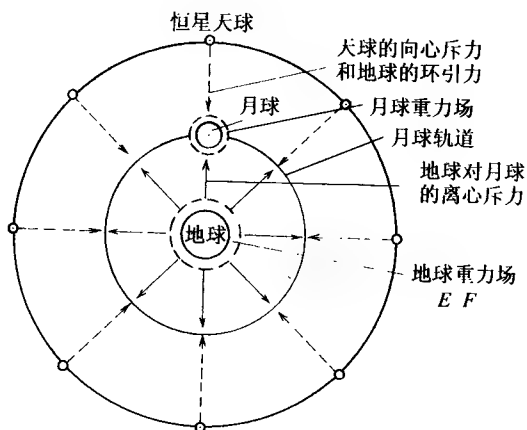 恒星天球
天球的向心斥力
和地球的环引力
月球
月球重力场
月球轨道
地球对月球
的离心斥力
地球
地球重力场
E F